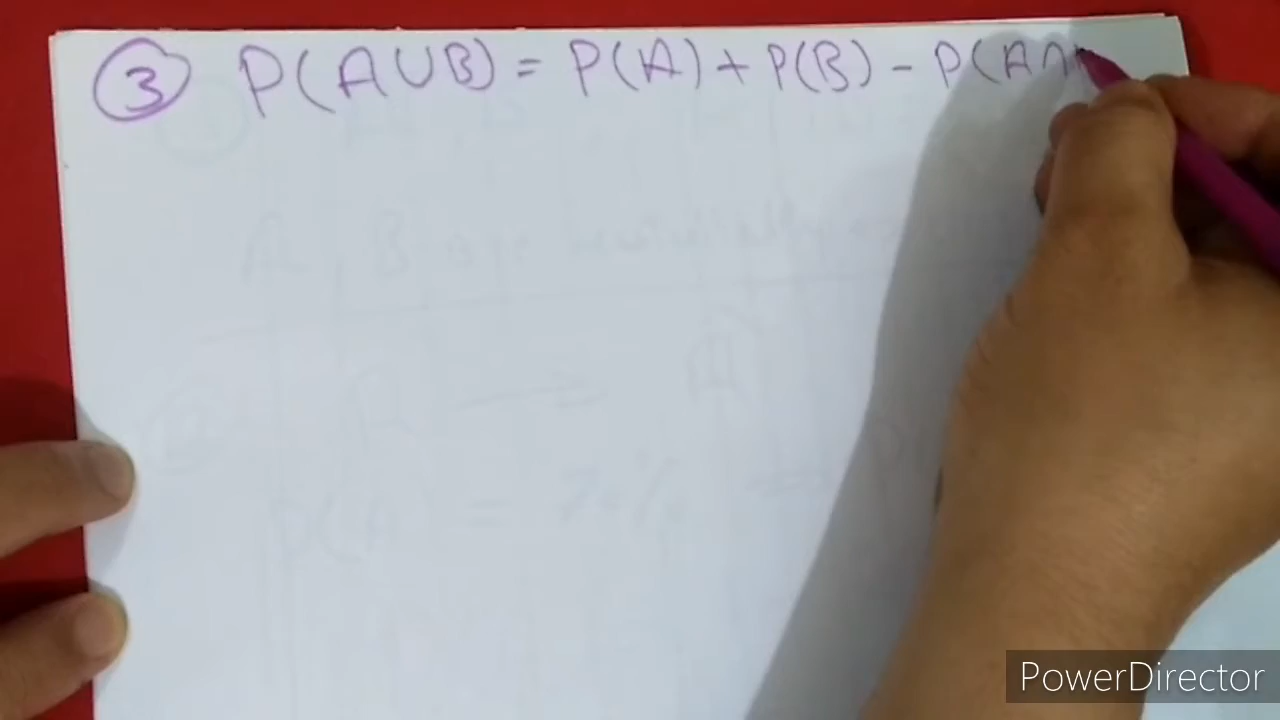 ③ P(A∪B) = P(A) + P(B) - P(A∩
PowerDirector